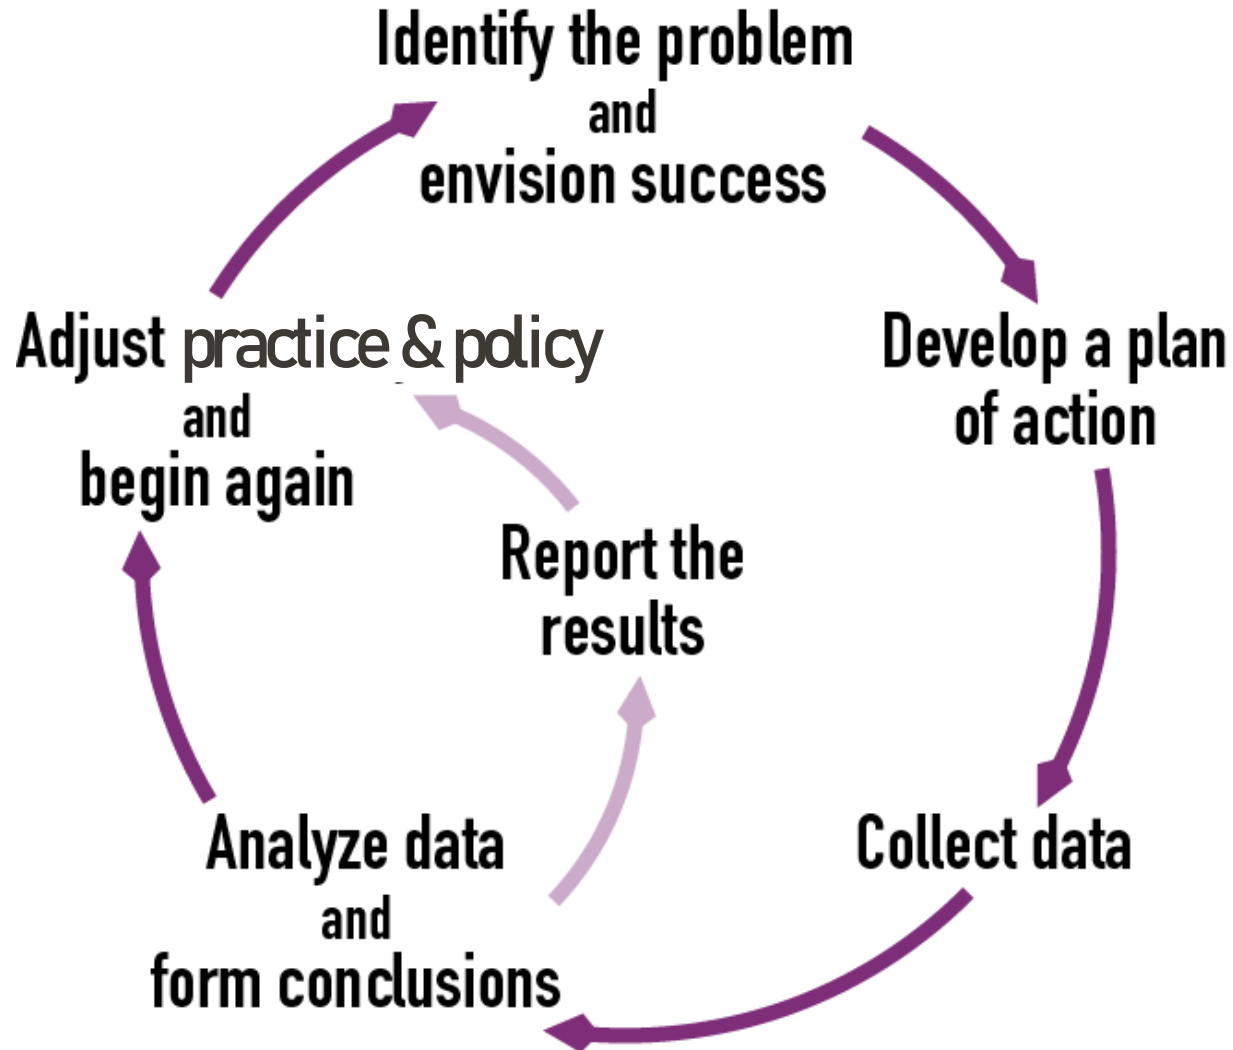 Identify the problem
and
envision success
Develop a plan
of action
Collect data
Analyze data
and
form conclusions
Report the
results
Adjust practice & policy
and
begin again